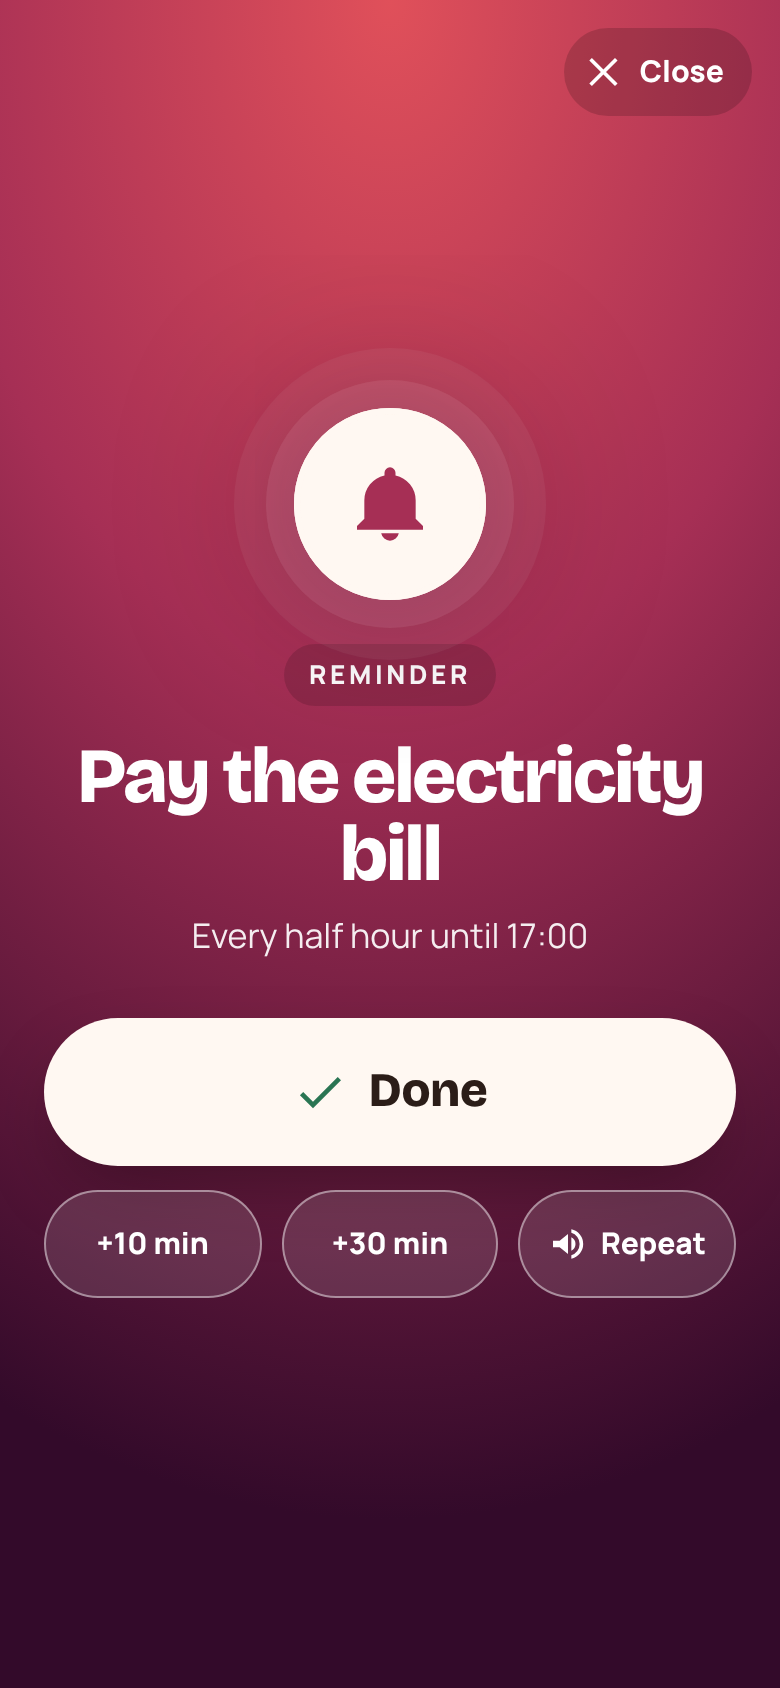 Close
REMINDER
Pay the electricity
bill
Every half hour until 17:00
Done
+10 min
+30 min
Repeat